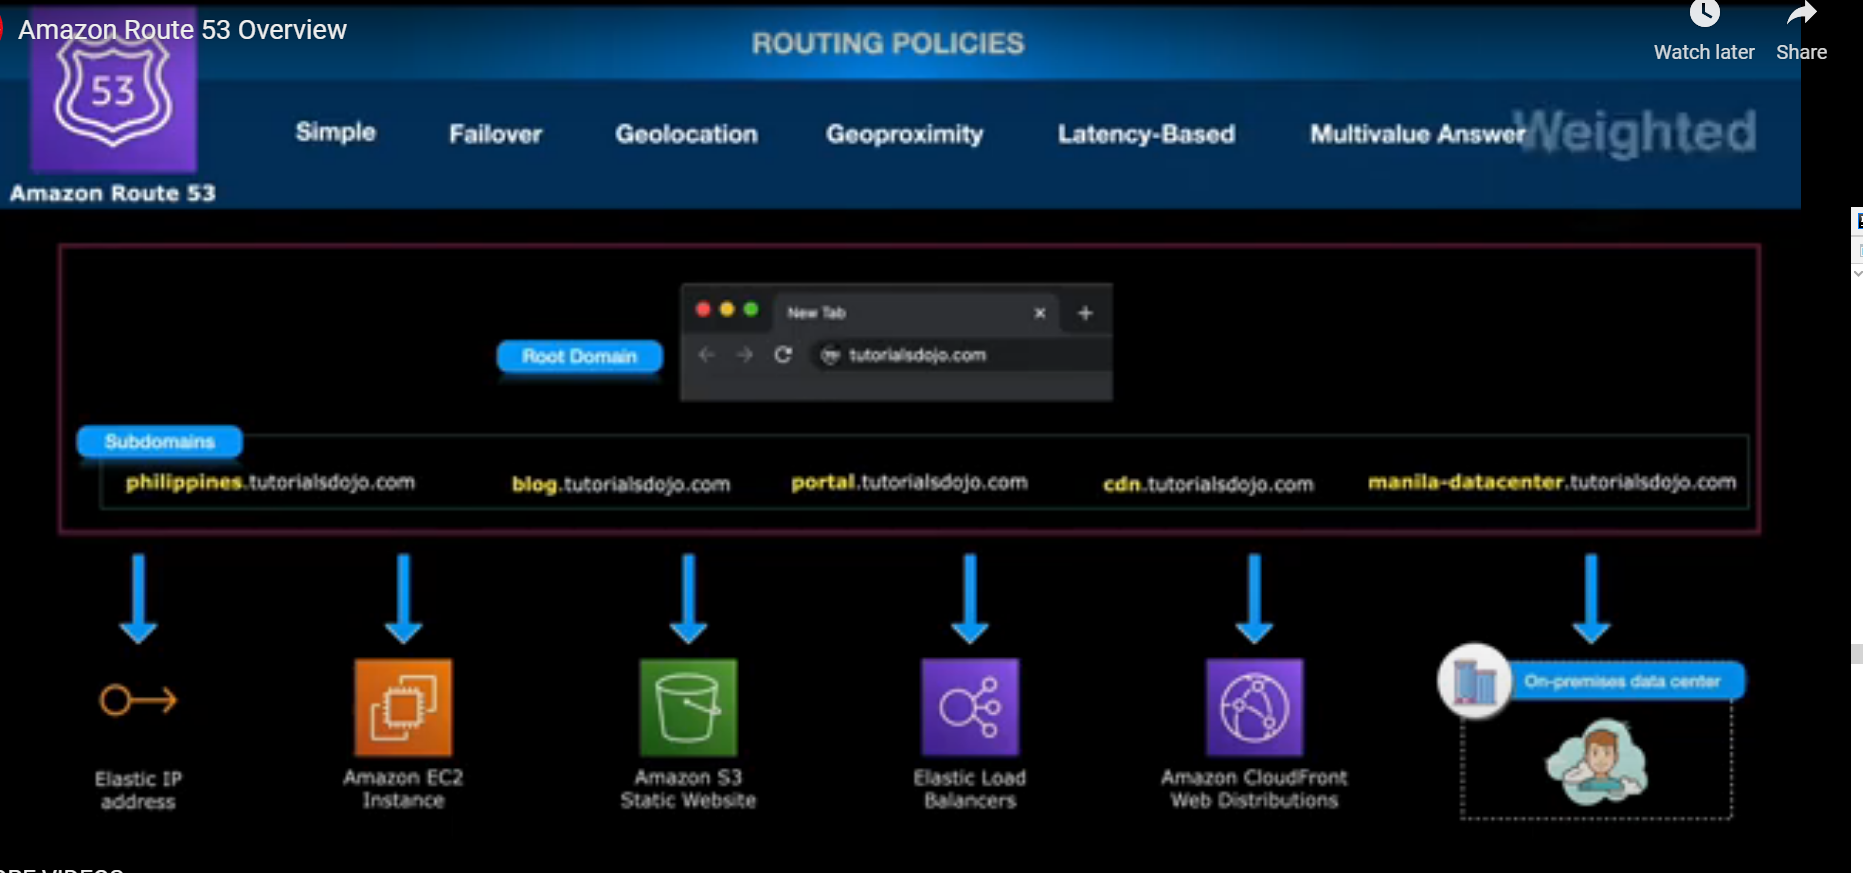 Amazon Route 53 Overview
Watch later
Share
ROUTING POLICIES
53
Amazon Route 53
Simple
Failover
Geolocation
Geoproximity
Latency-Based
Multivalue Answer
Weighted
New Tab
Root Domain
tutorialsdojo.com
Subdomains
philippines.tutorialsdojo.com
blog.tutorialsdojo.com
portal.tutorialsdojo.com
cdn.tutorialsdojo.com
manila-datacenter.tutorialsdojo.com
On-premises data center
Elastic IP
address
Amazon EC2
Instance
Amazon S3
Static Website
Elastic Load
Balancers
Amazon CloudFront
Web Distributions
VIDEOS